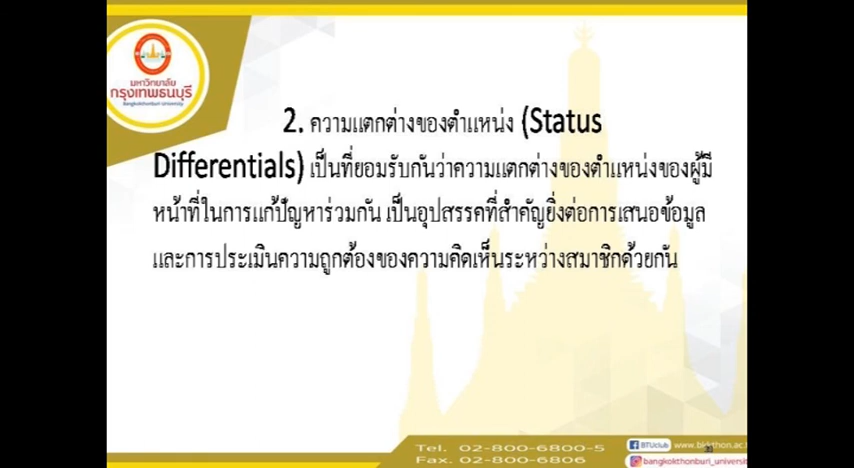 มหาวิทยาลัย
กรุงเทพธนบุรี
Bangkokthonburi University
2. ความแตกต่างของตำแหน่ง (Status
Differentials) เป็นที่ยอมรับกันว่าความแตกต่างของตำแหน่งของผู้มี
หน้าที่ในการแก้ปัญหาร่วมกัน เป็นอุปสรรคที่สำคัญยิ่งต่อการเสนอข้อมูล
และการประเมินความถูกต้องของความคิดเห็นระหว่างสมาชิกด้วยกัน
Tel. 02-800-6800-5
Fax. 02-800-6806
BTUclub www.bkkthon.ac.
bangkokthonburi_universit